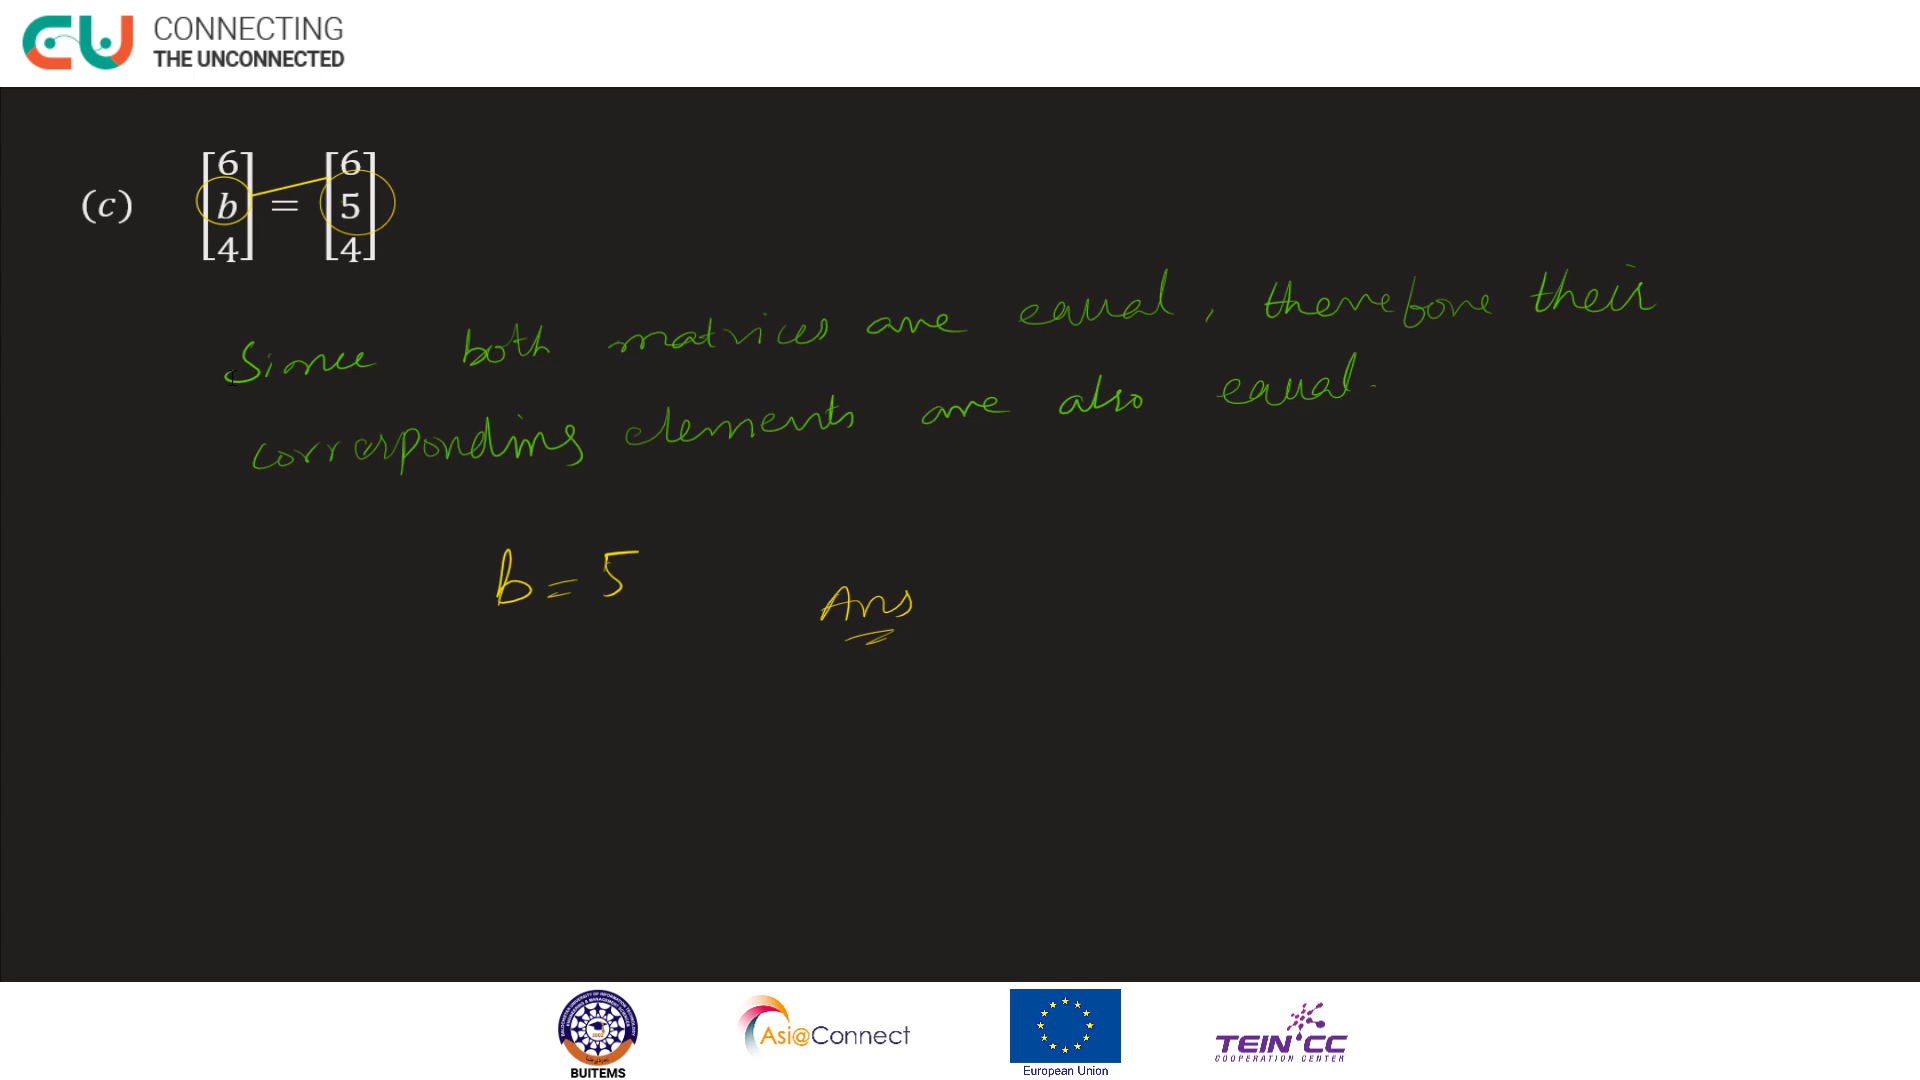 CONNECTING
THE UNCONNECTED
(c) [6 b 4] = [6 5 4]
Since both matrices are equal, therefore their
corresponding elements are also equal.
b = 5 Ans
BUITEMS
Asi@Connect
European Union
TEIN*CC
COOPERATION CENTER